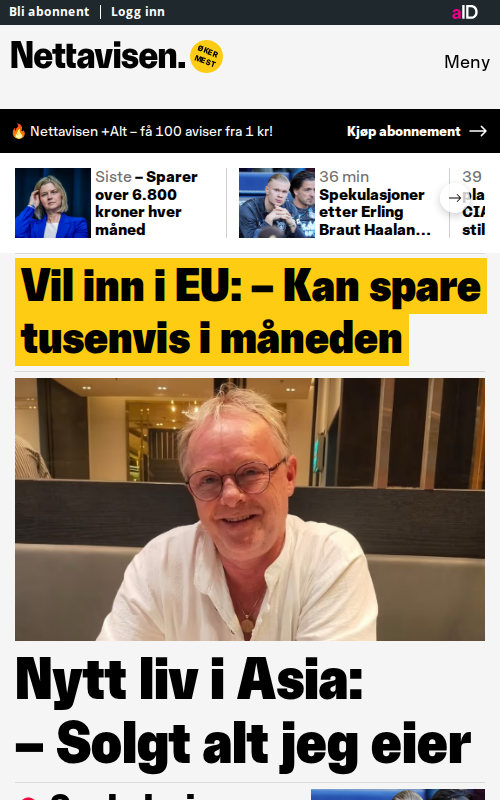 Bli abonnent
Logg inn
aID
Nettavisen.
ØKER
MEST
Meny
Nettavisen +Alt – få 100 aviser fra 1 kr!
Kjøp abonnement
Siste – Sparer
over 6.800
kroner hver
måned
36 min
Spekulasjoner
etter Erling
Braut Haalan...
39
CIA
stil
Vil inn i EU: – Kan spare
tusenvis i måneden
Nytt liv i Asia:
– Solgt alt jeg eier